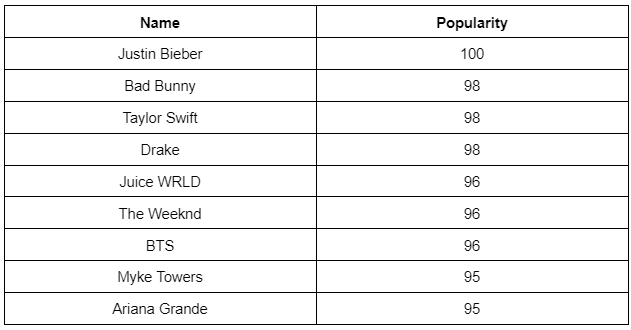 Name Popularity
Justin Bieber 100
Bad Bunny 98
Taylor Swift 98
Drake 98
Juice WRLD 96
The Weeknd 96
BTS 96
Myke Towers 95
Ariana Grande 95